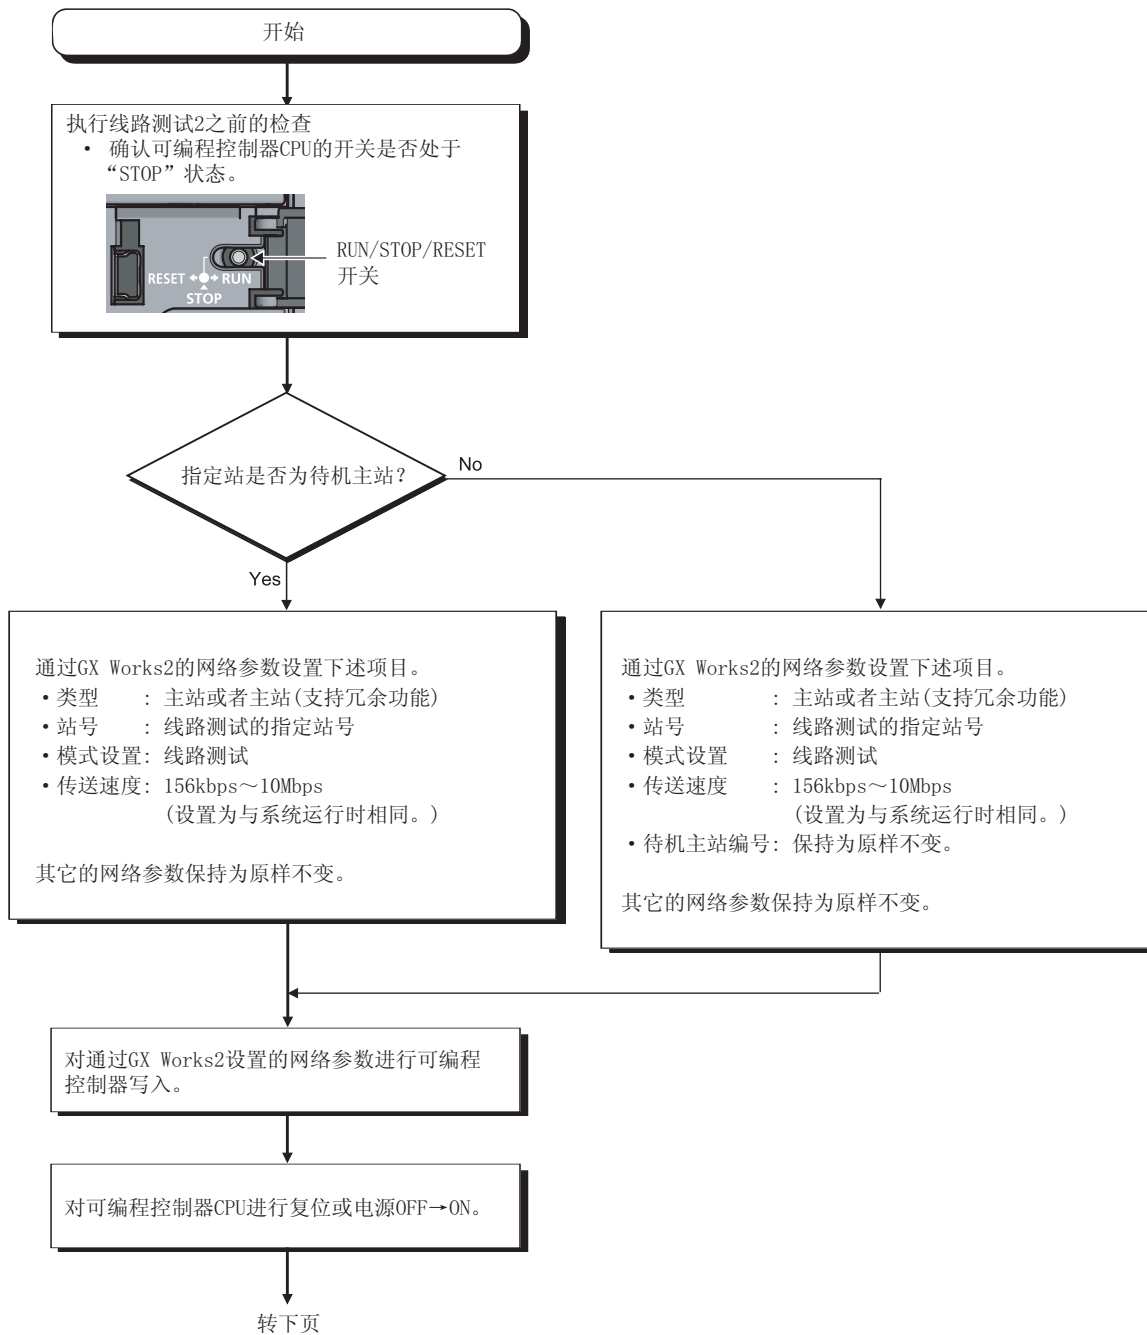 开始
执行线路测试2之前的检查
• 确认可编程控制器CPU的开关是否处于
“STOP”状态。
RUN/STOP/RESET
开关
RESET RUN
STOP
指定站是否为待机主站?
No
Yes
通过GX Works2的网络参数设置下述项目。
•类型 : 主站或者主站(支持冗余功能)
•站号 : 线路测试的指定站号
•模式设置: 线路测试
•传送速度: 156kbps～10Mbps
(设置为与系统运行时相同。)
其它的网络参数保持为原样不变。
通过GX Works2的网络参数设置下述项目。
•类型 : 主站或者主站(支持冗余功能)
•站号 : 线路测试的指定站号
•模式设置 : 线路测试
•传送速度 : 156kbps～10Mbps
(设置为与系统运行时相同。)
•待机主站编号: 保持为原样不变。
其它的网络参数保持为原样不变。
对通过GX Works2设置的网络参数进行可编程
控制器写入。
对可编程控制器CPU进行复位或电源OFF→ON。
转下页